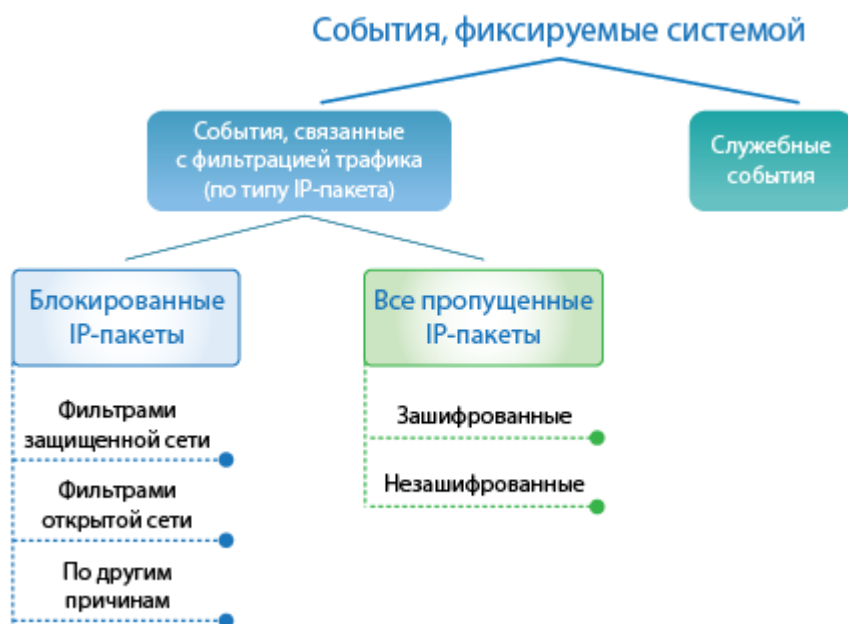 События, фиксируемые системой
События, связанные
с фильтрацией трафика
(по типу IP-пакета)
Служебные
события
Блокированные
IP-пакеты
Все пропущенные
IP-пакеты
Фильтрами
защищенной сети
Фильтрами
открытой сети
По другим
причинам
Зашифрованные
Незашифрованные